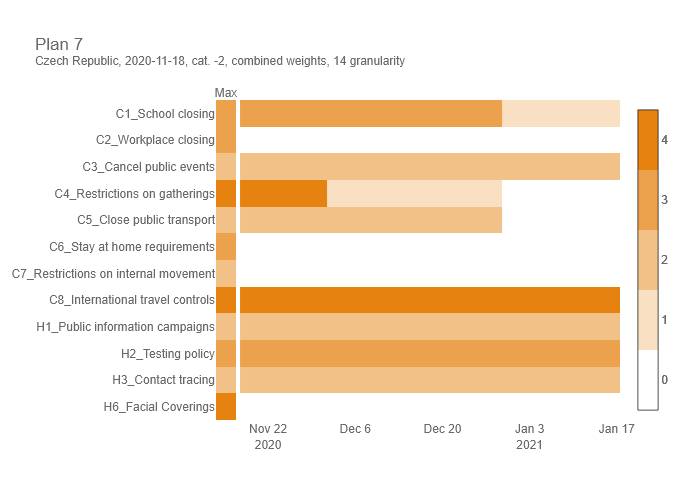 Plan 7
Czech Republic, 2020-11-18, cat. -2, combined weights, 14 granularity
Max
C1_School closing
C2_Workplace closing
C3_Cancel public events
C4_Restrictions on gatherings
C5_Close public transport
C6_Stay at home requirements
C7_Restrictions on internal movement
C8_International travel controls
H1_Public information campaigns
H2_Testing policy
H3_Contact tracing
H6_Facial Coverings
4
3
2
1
0
Nov 22 Dec 6 Dec 20 Jan 3 Jan 17
2020 2021